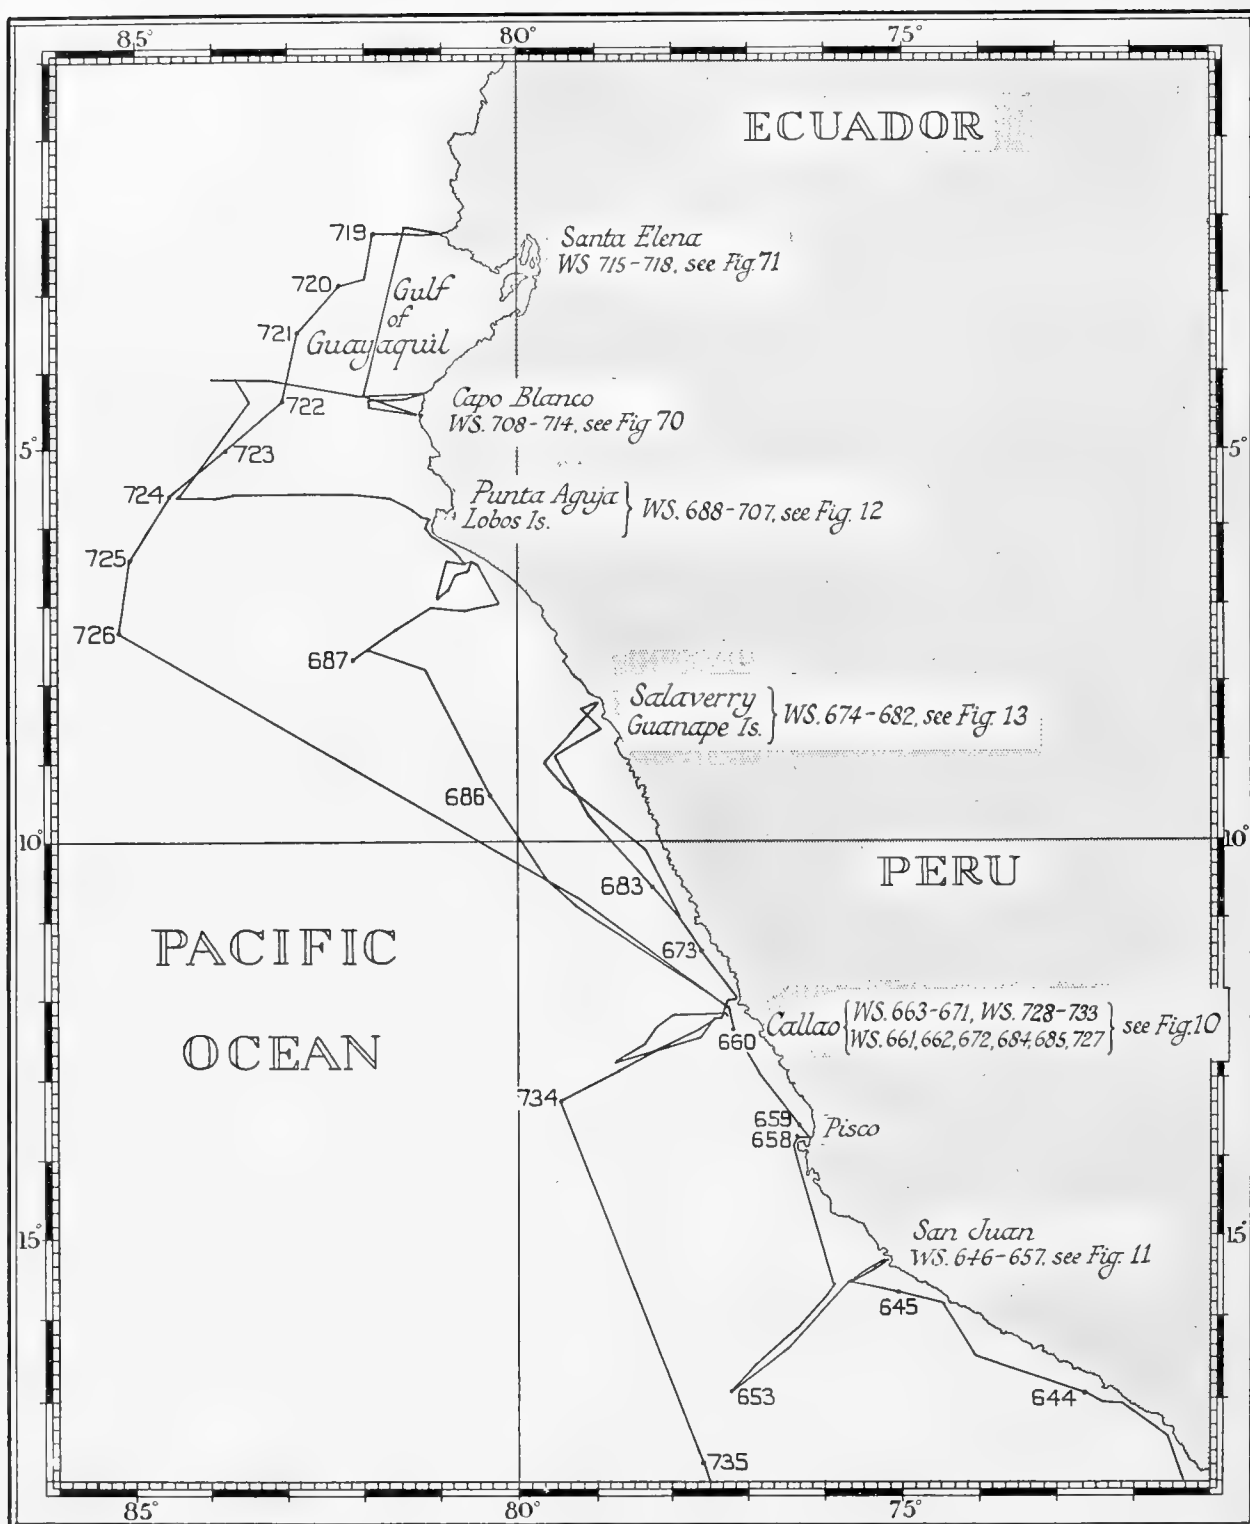 85° 80° 75°
ECUADOR
719
Santa Elena
WS 715-718, see Fig. 71
720
Gulf
of
Guayaquil
721
Capo Blanco
WS. 708-714, see Fig 70
722
5° 5°
723
724
Punta Aguja
Lobos Is.
WS. 688-707, see Fig. 12
725
726
687
Salaverry
Guanape Is.
WS. 674-682, see Fig. 13
686
10° 10°
683
PERU
PACIFIC
OCEAN
673
Callao
WS. 663-671, WS. 728-733
WS. 661, 662, 672, 684, 685, 727
see Fig. 10
660
734
659
658
Pisco
15° 15°
San Juan
WS. 646-657, see Fig. 11
645
653
644
735
85° 80° 75°